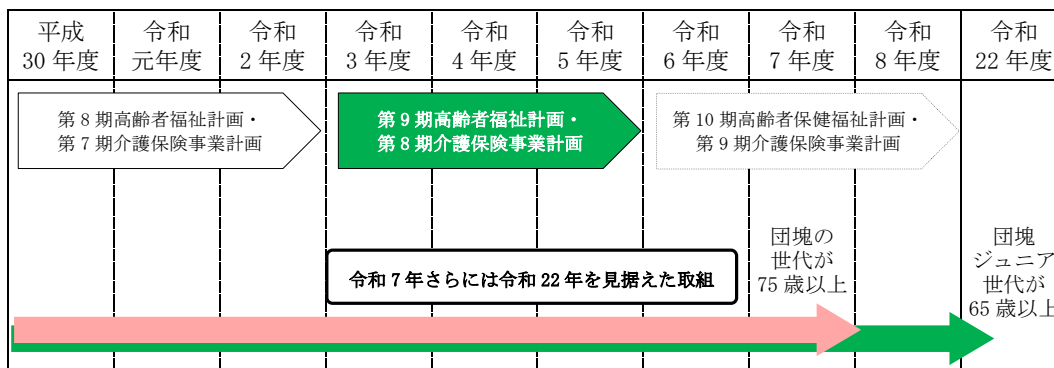 平成
30 年度
令和
元年度
令和
2 年度
令和
3 年度
令和
4 年度
令和
5 年度
令和
6 年度
令和
7 年度
令和
8 年度
令和
22 年度
第 8 期高齢者福祉計画・
第 7 期介護保険事業計画
第 9 期高齢者福祉計画・
第 8 期介護保険事業計画
第 10 期高齢者保健福祉計画・
第 9 期介護保険事業計画
令和 7 年さらには令和 22 年を見据えた取組
団塊の
世代が
75 歳以上
団塊
ジュニア
世代が
65 歳以上